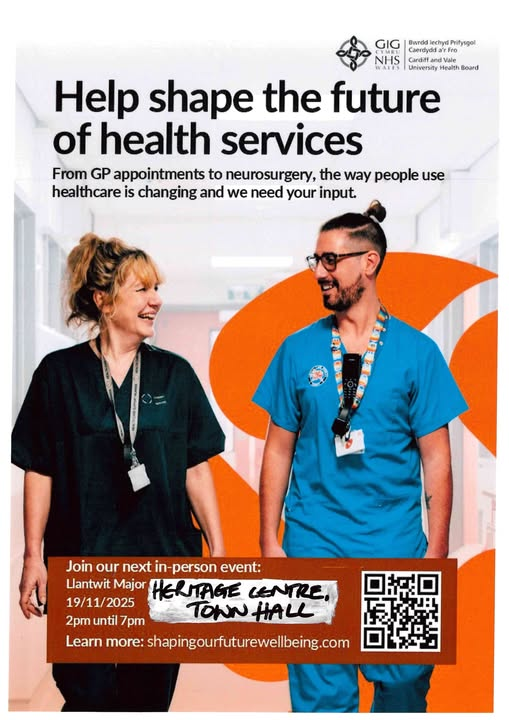 GIG
CYMRU
NHS
WALES
Bwrdd Iechyd Prifysgol
Caerdydd a'r Fro
Cardiff and Vale
University Health Board
Help shape the future
of health services
From GP appointments to neurosurgery, the way people use
healthcare is changing and we need your input.
Join our next in-person event:
Llantwit Major
HERITAGE CENTRE,
19/11/2025
TOWN HALL
2pm until 7pm
Learn more: shapingourfuturewellbeing.com